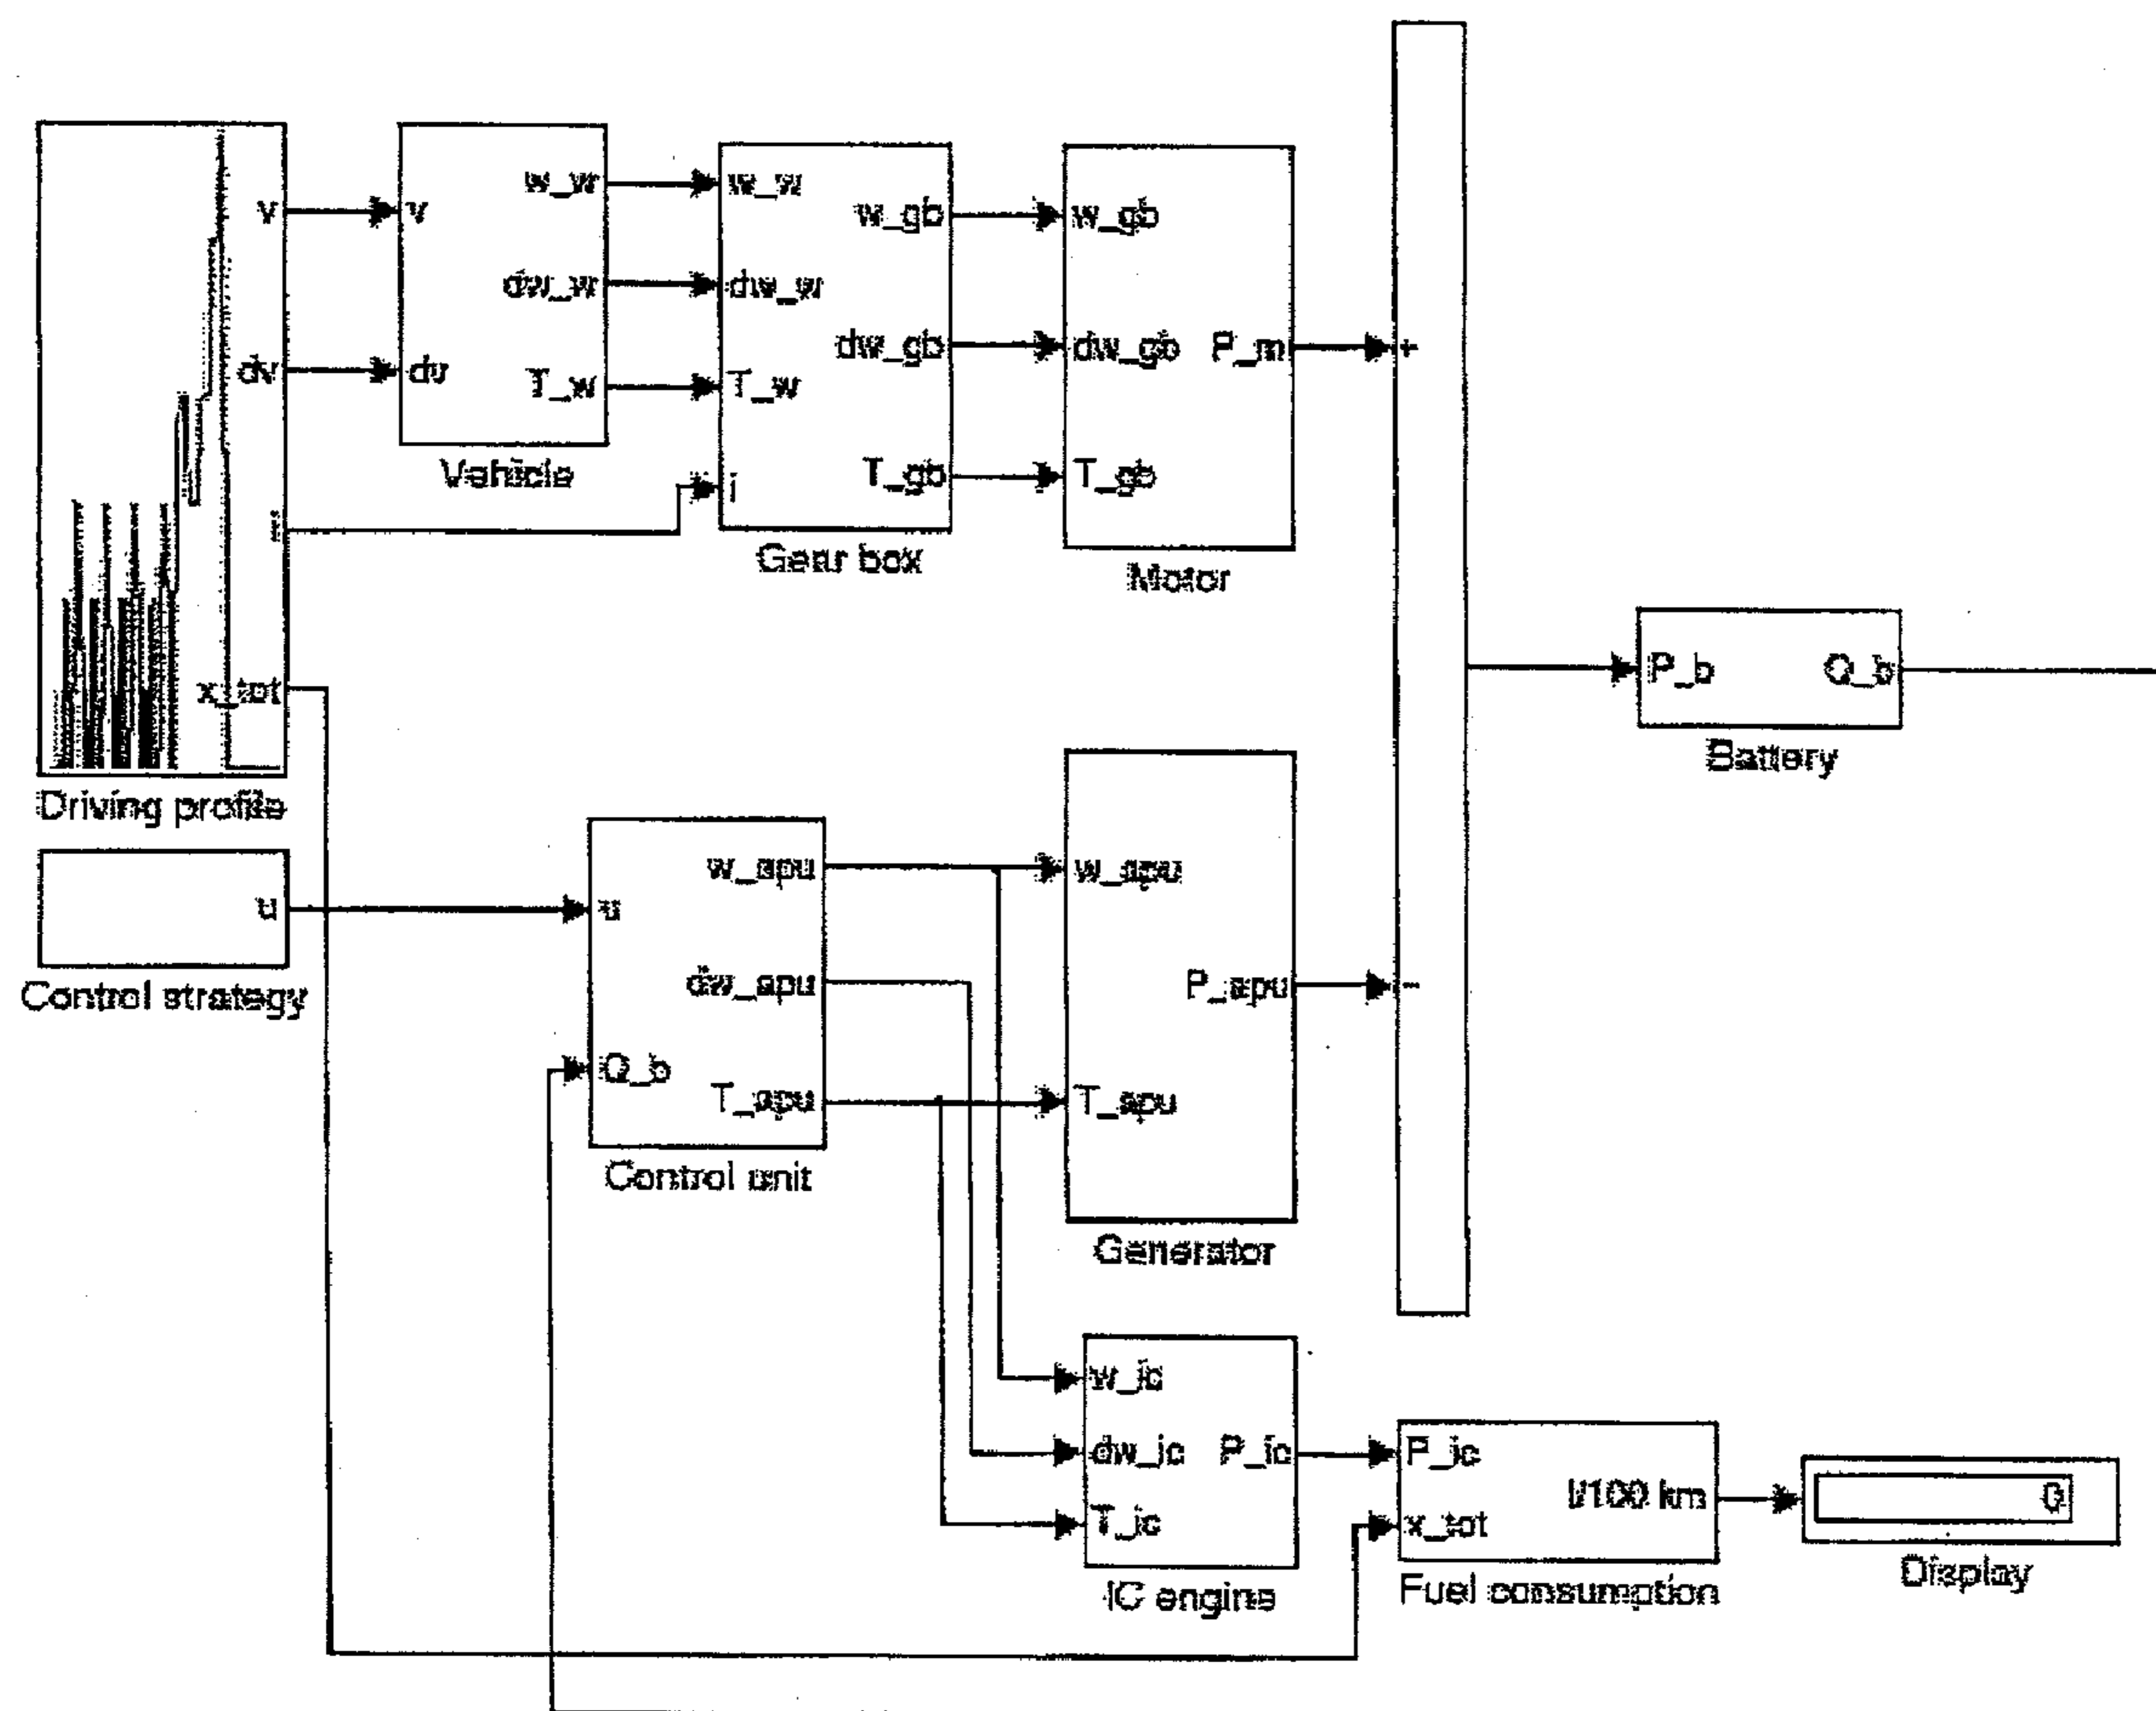 v
dv
i
x_tot
Driving profile
v
dv
w_w
dw_w
T_w
Vehicle
w_w
dw_w
T_w
i
w_gb
dw_gb
T_gb
Gear box
w_gb
dw_gb
T_gb
P_m
Motor
+
-
P_b
Q_b
Battery
u
Control strategy
u
Q_b
w_apu
dw_apu
T_apu
Control unit
w_apu
T_apu
P_apu
Generator
w_ic
dw_ic
T_ic
P_ic
IC engine
P_ic
x_tot
l/100 km
Fuel consumption
0
Display